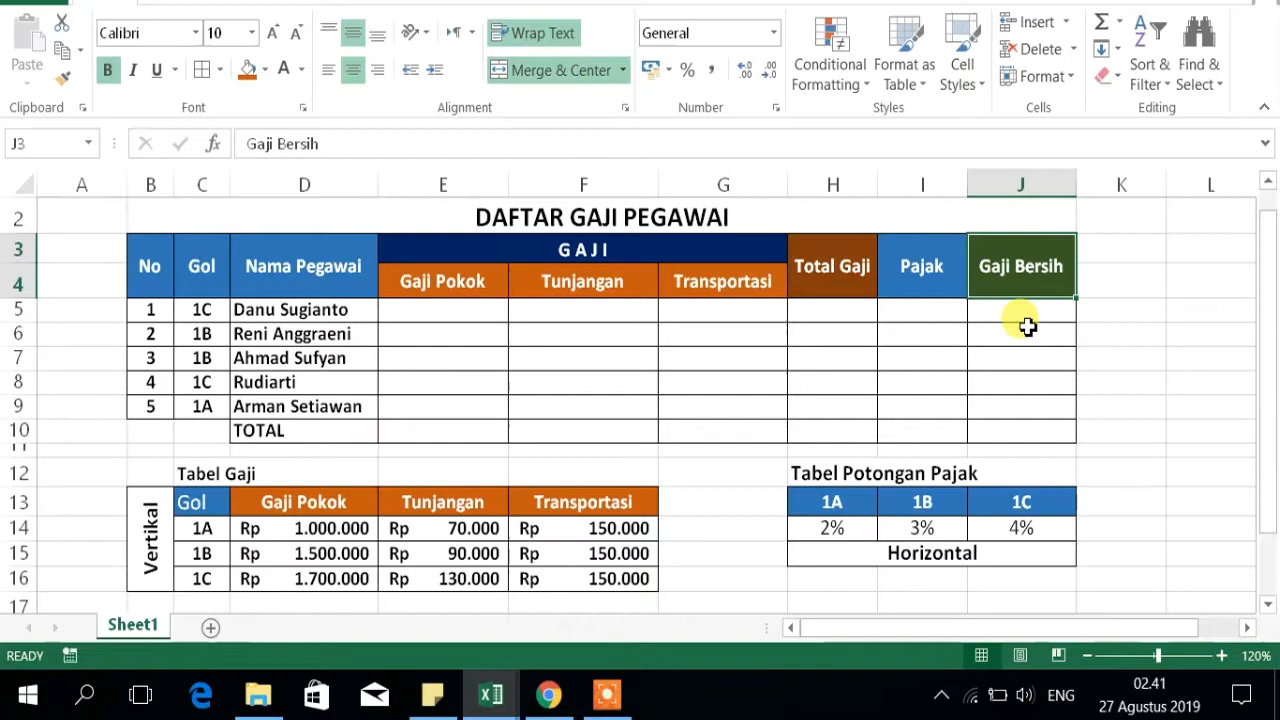 Calibri 10 Wrap Text General Insert
Paste B I U A Merge & Center % , Conditional Formatting Format as Table Cell Styles Delete Sort & Filter Find & Select
Format
Clipboard Font Alignment Number Styles Cells Editing
J3 fx Gaji Bersih
A B C D E F G H I J K L
2 DAFTAR GAJI PEGAWAI
3 No Gol Nama Pegawai G A J I Total Gaji Pajak Gaji Bersih
4 Gaji Pokok Tunjangan Transportasi
5 1 1C Danu Sugianto
6 2 1B Reni Anggraeni
7 3 1B Ahmad Sufyan
8 4 1C Rudiarti
9 5 1A Arman Setiawan
10 TOTAL
11
12 Tabel Gaji Tabel Potongan Pajak
13 Vertikal Gol Gaji Pokok Tunjangan Transportasi 1A 1B 1C
14 1A Rp 1.000.000 Rp 70.000 Rp 150.000 2% 3% 4%
15 1B Rp 1.500.000 Rp 90.000 Rp 150.000 Horizontal
16 1C Rp 1.700.000 Rp 130.000 Rp 150.000
17
Sheet1
READY 120%
ENG 02.41
27 Agustus 2019